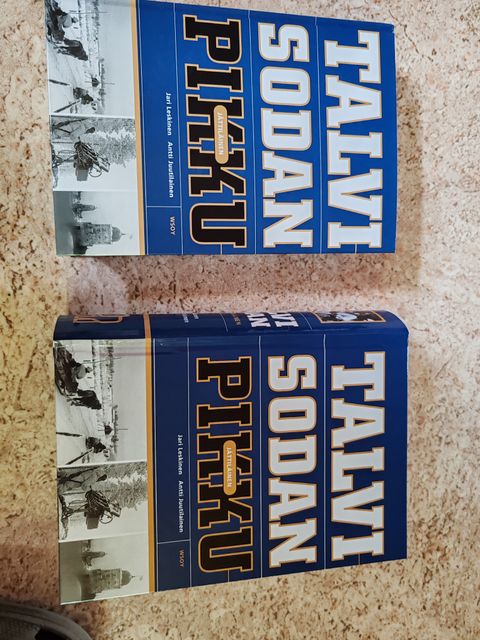 TALVI
SODAN
PIKKU
JÄTTILÄINEN
Jari Leskinen Antti Juutilainen
WSOY
TALVI
SODAN
PIKKU
JÄTTILÄINEN
Jari Leskinen Antti Juutilainen
WSOY